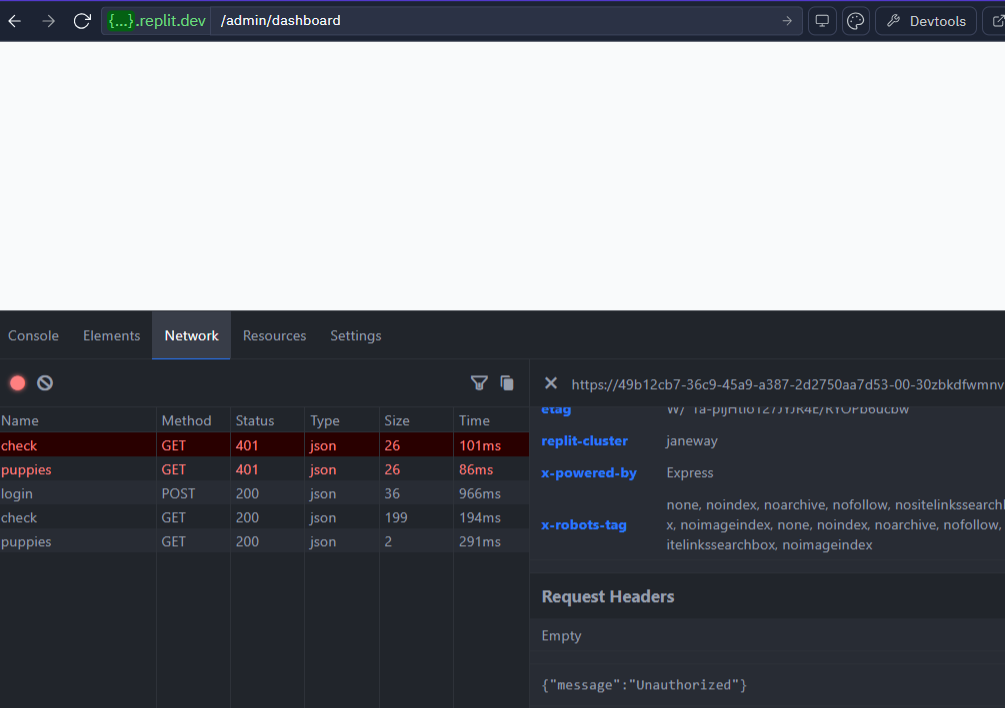 {...}.replit.dev /admin/dashboard Devtools
Console Elements Network Resources Settings
https://49b12cb7-36c9-45a9-a387-2d2750aa7d53-00-30zbkdfwmnv
Name Method Status Type Size Time
check GET 401 json 26 101ms
puppies GET 401 json 26 86ms
login POST 200 json 36 966ms
check GET 200 json 199 194ms
puppies GET 200 json 2 291ms
etag
replit-cluster janeway
x-powered-by Express
x-robots-tag
none, noindex, noarchive, nofollow, nositelinkssearch
x, noimageindex, none, noindex, noarchive, nofollow,
itelinkssearchbox, noimageindex
Request Headers
Empty
{"message":"Unauthorized"}